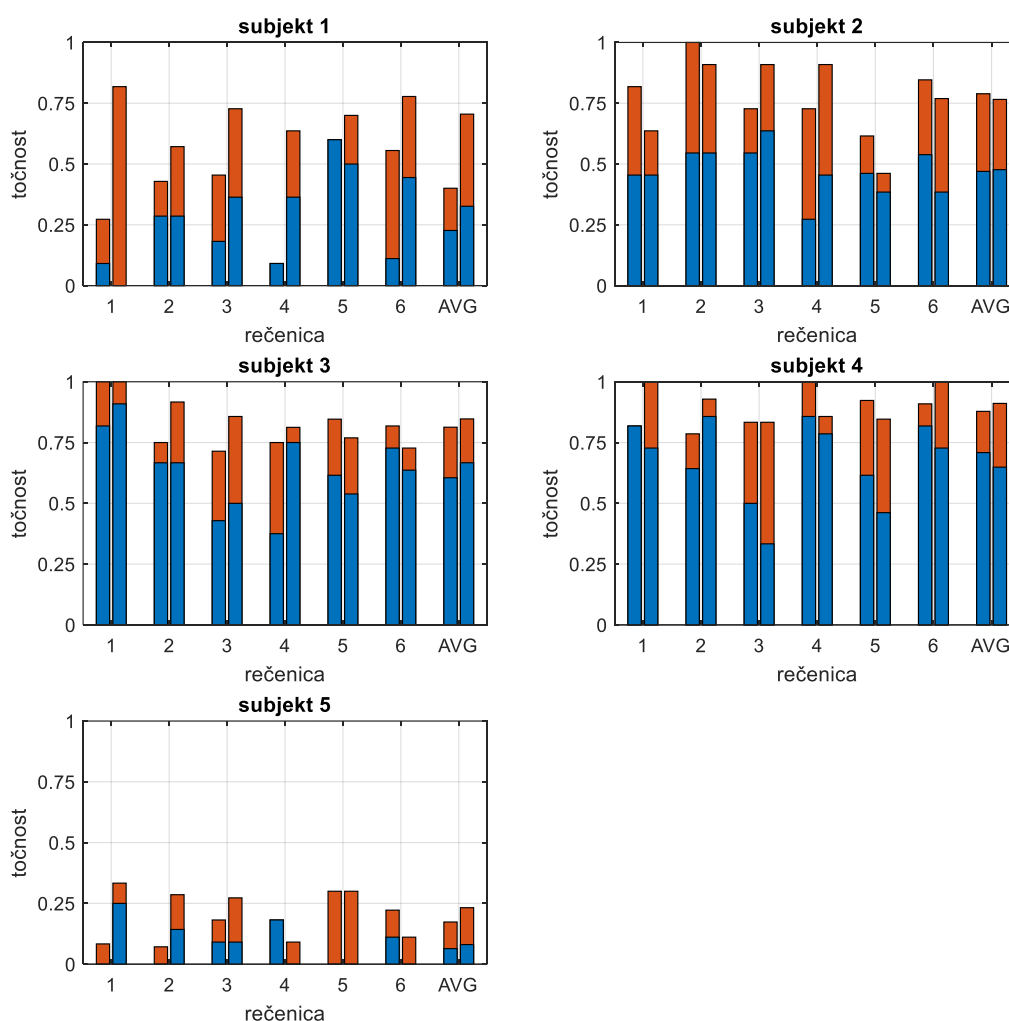 subjekt 1
1
0.75
0.5
0.25
0
točnost
1 2 3 4 5 6 AVG
rečenica
subjekt 2
1
0.75
0.5
0.25
0
točnost
1 2 3 4 5 6 AVG
rečenica
subjekt 3
1
0.75
0.5
0.25
0
točnost
1 2 3 4 5 6 AVG
rečenica
subjekt 4
1
0.75
0.5
0.25
0
točnost
1 2 3 4 5 6 AVG
rečenica
subjekt 5
1
0.75
0.5
0.25
0
točnost
1 2 3 4 5 6 AVG
rečenica